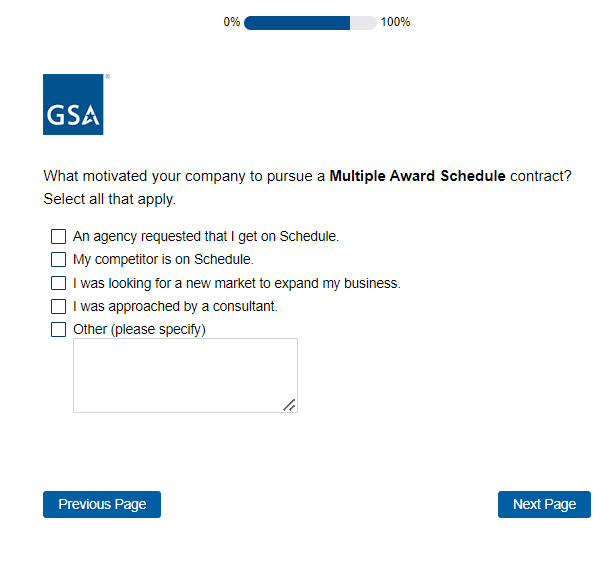 0% 100%
GSA
What motivated your company to pursue a Multiple Award Schedule contract?
Select all that apply.
An agency requested that I get on Schedule.
My competitor is on Schedule.
I was looking for a new market to expand my business.
I was approached by a consultant.
Other (please specify)
Previous Page Next Page